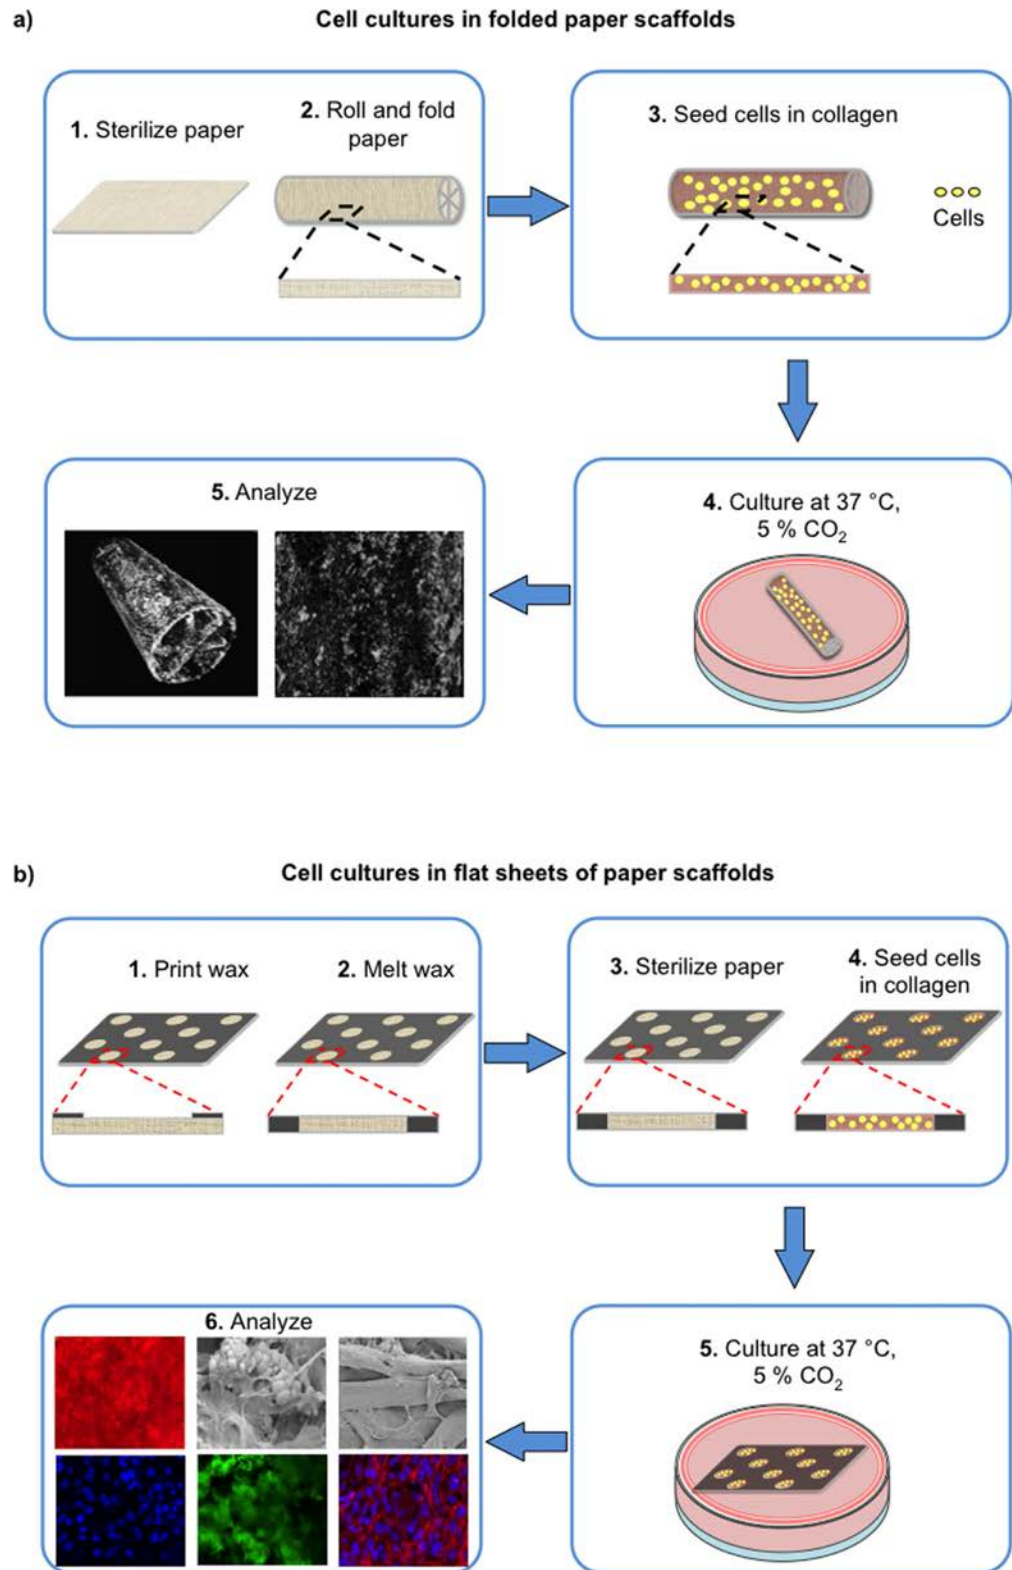 a)
Cell cultures in folded paper scaffolds
1. Sterilize paper
2. Roll and fold
paper
3. Seed cells in collagen
Cells
5. Analyze
4. Culture at 37 °C,
5 % CO2
b)
Cell cultures in flat sheets of paper scaffolds
1. Print wax
2. Melt wax
3. Sterilize paper
4. Seed cells
in collagen
6. Analyze
5. Culture at 37 °C,
5 % CO2